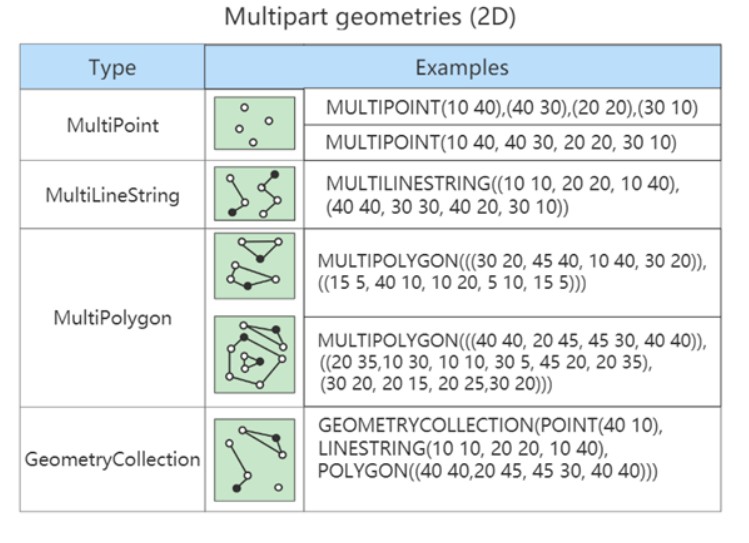 Multipart geometries (2D)
Type
Examples
MultiPoint
MULTIPOINT(10 40),(40 30),(20 20),(30 10)
MULTIPOINT(10 40, 40 30, 20 20, 30 10)
MultiLineString
MULTILINESTRING((10 10, 20 20, 10 40),
(40 40, 30 30, 40 20, 30 10))
MultiPolygon
MULTIPOLYGON(((30 20, 45 40, 10 40, 30 20)),
((15 5, 40 10, 10 20, 5 10, 15 5)))
MULTIPOLYGON(((40 40, 20 45, 45 30, 40 40)),
((20 35,10 30, 10 10, 30 5, 45 20, 20 35),
(30 20, 20 15, 20 25,30 20)))
GeometryCollection
GEOMETRYCOLLECTION(POINT(40 10),
LINESTRING(10 10, 20 20, 10 40),
POLYGON((40 40,20 45, 45 30, 40 40)))